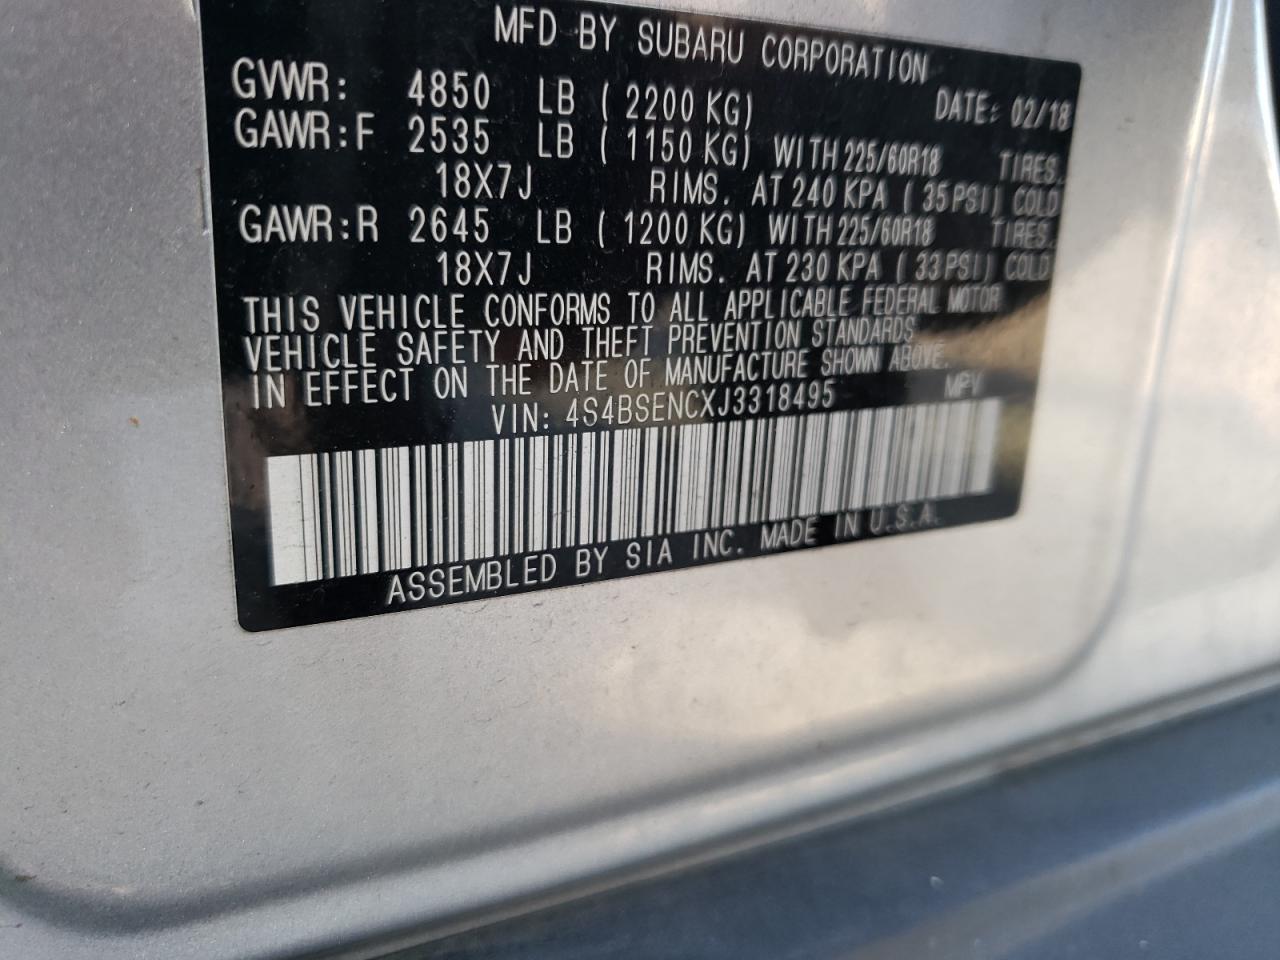 MFD BY SUBARU CORPORATION
GVWR: 4850 LB ( 2200 KG) DATE: 02/18
GAWR:F 2535 LB ( 1150 KG) WITH 225/60R18 TIRES.
18X7J RIMS. AT 240 KPA ( 35 PSI) COLD
GAWR:R 2645 LB ( 1200 KG) WITH 225/60R18 TIRES.
18X7J RIMS. AT 230 KPA ( 33 PSI) COLD
THIS VEHICLE CONFORMS TO ALL APPLICABLE FEDERAL MOTOR
VEHICLE SAFETY AND THEFT PREVENTION STANDARDS
IN EFFECT ON THE DATE OF MANUFACTURE SHOWN ABOVE.
VIN: 4S4BSENCXJ3318495 MPV
ASSEMBLED BY SIA INC. MADE IN U.S.A.